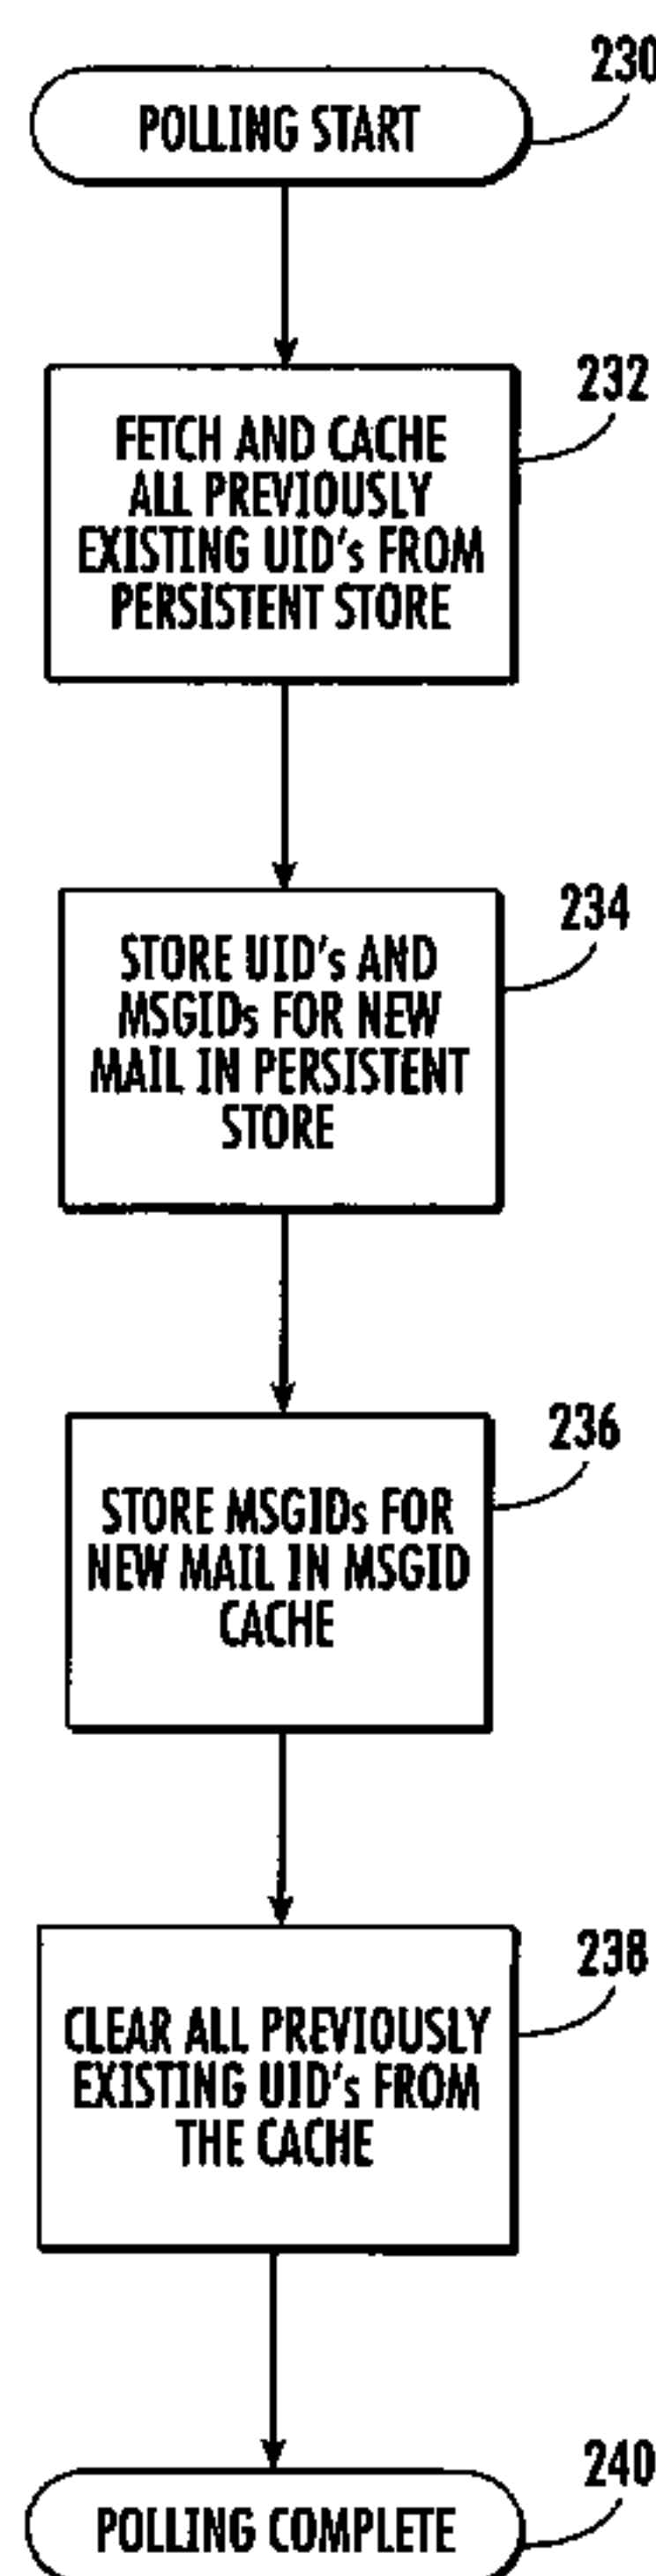 230
POLLING START
232
FETCH AND CACHE
ALL PREVIOUSLY
EXISTING UID's FROM
PERSISTENT STORE
234
STORE UID's AND
MSGIDs FOR NEW
MAIL IN PERSISTENT
STORE
236
STORE MSGIDs FOR
NEW MAIL IN MSGID
CACHE
238
CLEAR ALL PREVIOUSLY
EXISTING UID's FROM
THE CACHE
240
POLLING COMPLETE